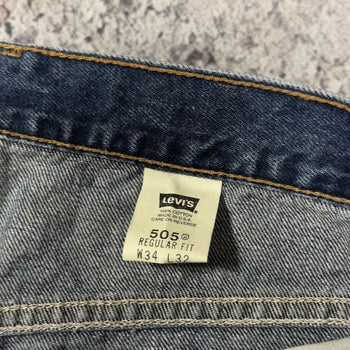 LEVI'S
100% COTTON
MADE IN U.S.A.
CARE ON REVERSE
505 ®
REGULAR FIT
W34 L32